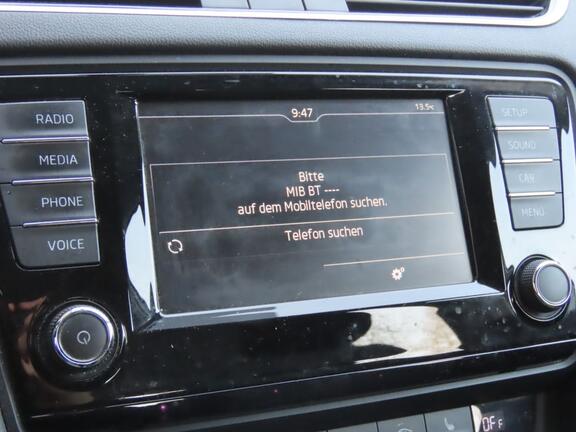 9:47
13.5°C
RADIO
MEDIA
PHONE
VOICE
Bitte
MIB BT ----
auf dem Mobiltelefon suchen.
Telefon suchen
SETUP
SOUND
CAR
MENU
OFF